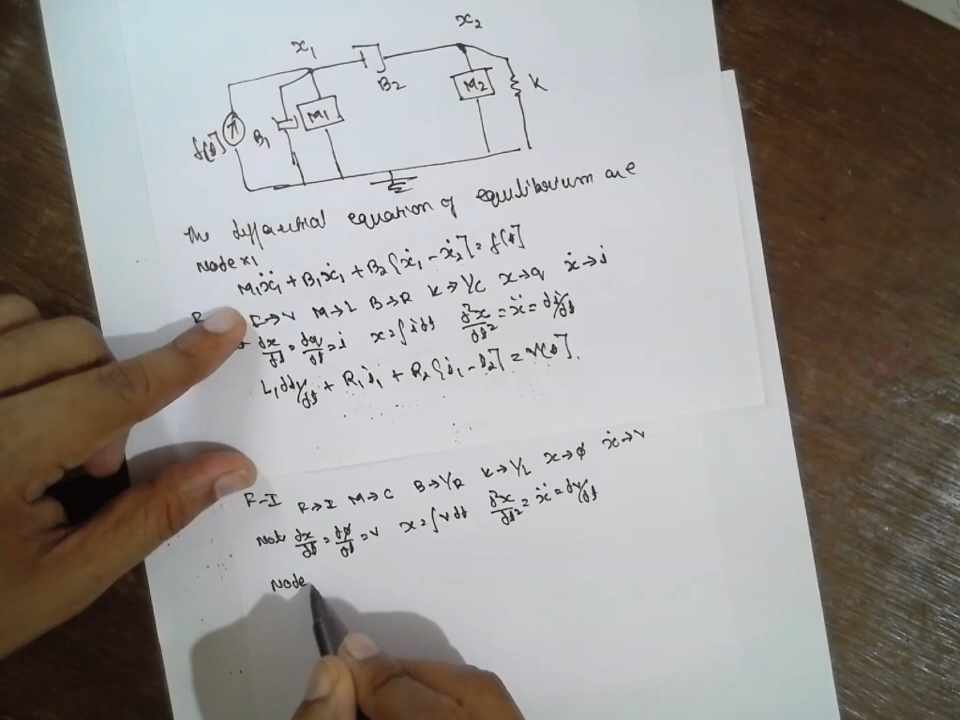 x₁ x₂
B₂ M₂ K
f(t) B₁ M₁
The differential equation of equilibrium are
Node x₁
M₁ẍ₁ + B₁ẋ₁ + B₂[ẋ₁ - ẋ₂] = f(t)
F→V M→L B→R K→1/C x→q ẋ→i
dx/dt = dq/dt = i x = ∫i dt d²x/dt² = ẍ = di/dt
L₁ di₁/dt + R₁i₁ + R₂[i₁ - i₂] = V(t).
F-I F→I M→C B→1/R K→1/L x→φ ẋ→v
Note dx/dt = dφ/dt = v x = ∫v dt d²x/dt² = ẍ = dv/dt
Node